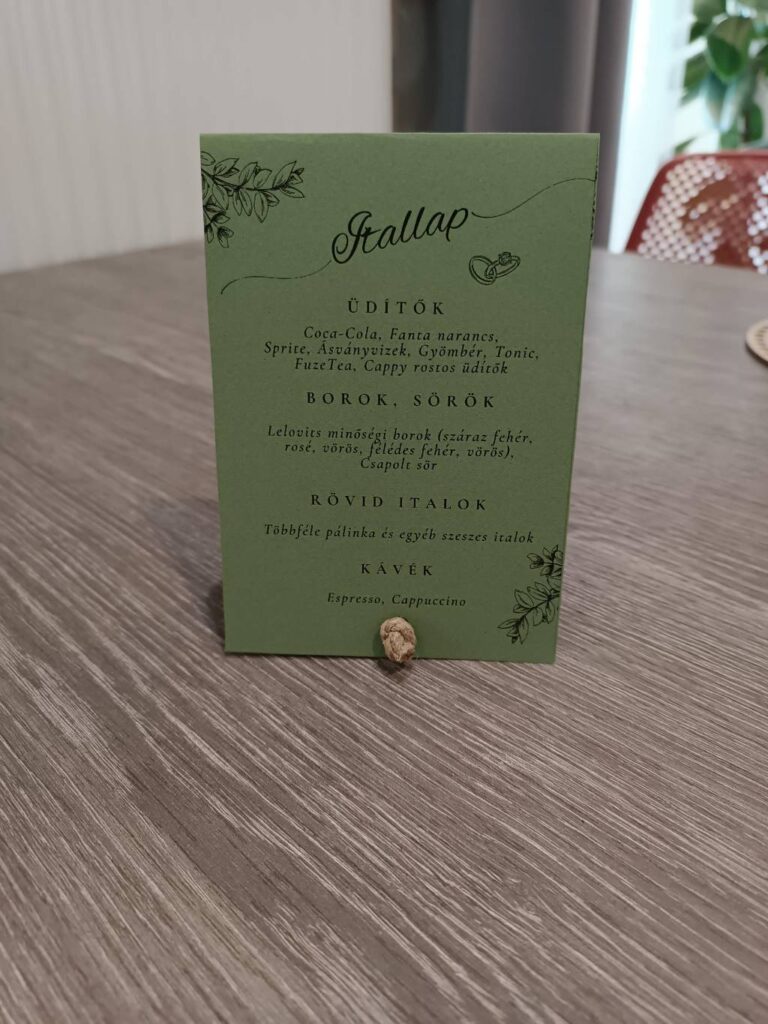 Itallap
ÜDÍTŐK
Coca-Cola, Fanta narancs,
Sprite, Ásványvizek, Gyömbér, Tonic,
FuzeTea, Cappy rostos üdítők
BOROK, SÖRÖK
Lelovits minőségi borok (száraz fehér,
rosé, vörös, félédes fehér, vörös),
Csapolt sör
RÖVID ITALOK
Többféle pálinka és egyéb szeszes italok
KÁVÉK
Espresso, Cappuccino